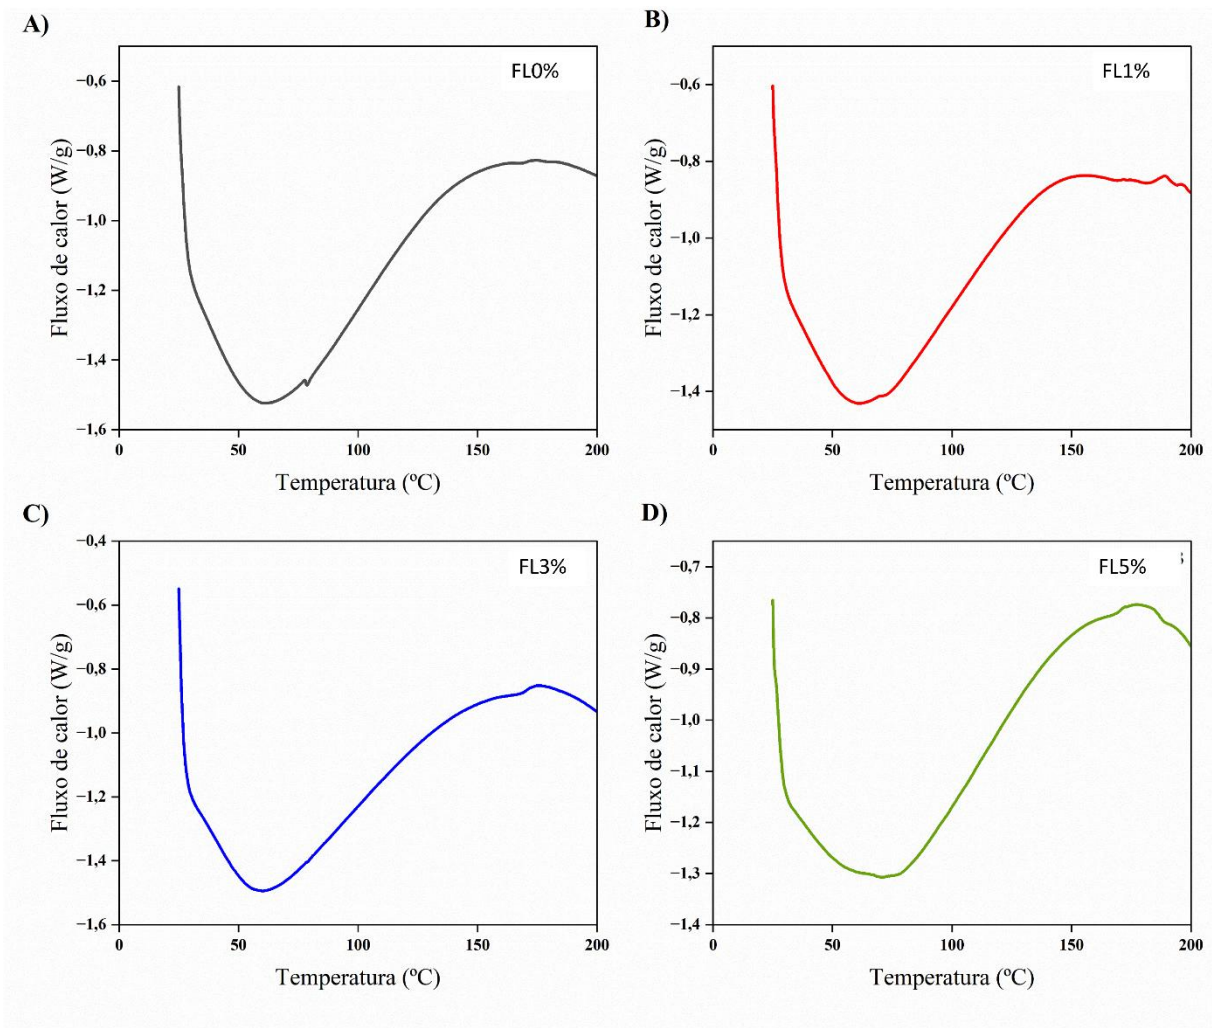 A)
FL0%
Fluxo de calor (W/g)
−0,6
−0,8
−1,0
−1,2
−1,4
−1,6
0
50
100
150
200
Temperatura (ºC)
B)
FL1%
Fluxo de calor (W/g)
−0,6
−0,8
−1,0
−1,2
−1,4
0
50
100
150
200
Temperatura (ºC)
C)
FL3%
Fluxo de calor (W/g)
−0,4
−0,6
−0,8
−1,0
−1,2
−1,4
−1,6
0
50
100
150
200
Temperatura (ºC)
D)
FL5%
Fluxo de calor (W/g)
−0,7
−0,8
−0,9
−1,0
−1,1
−1,2
−1,3
−1,4
0
50
100
150
200
Temperatura (ºC)